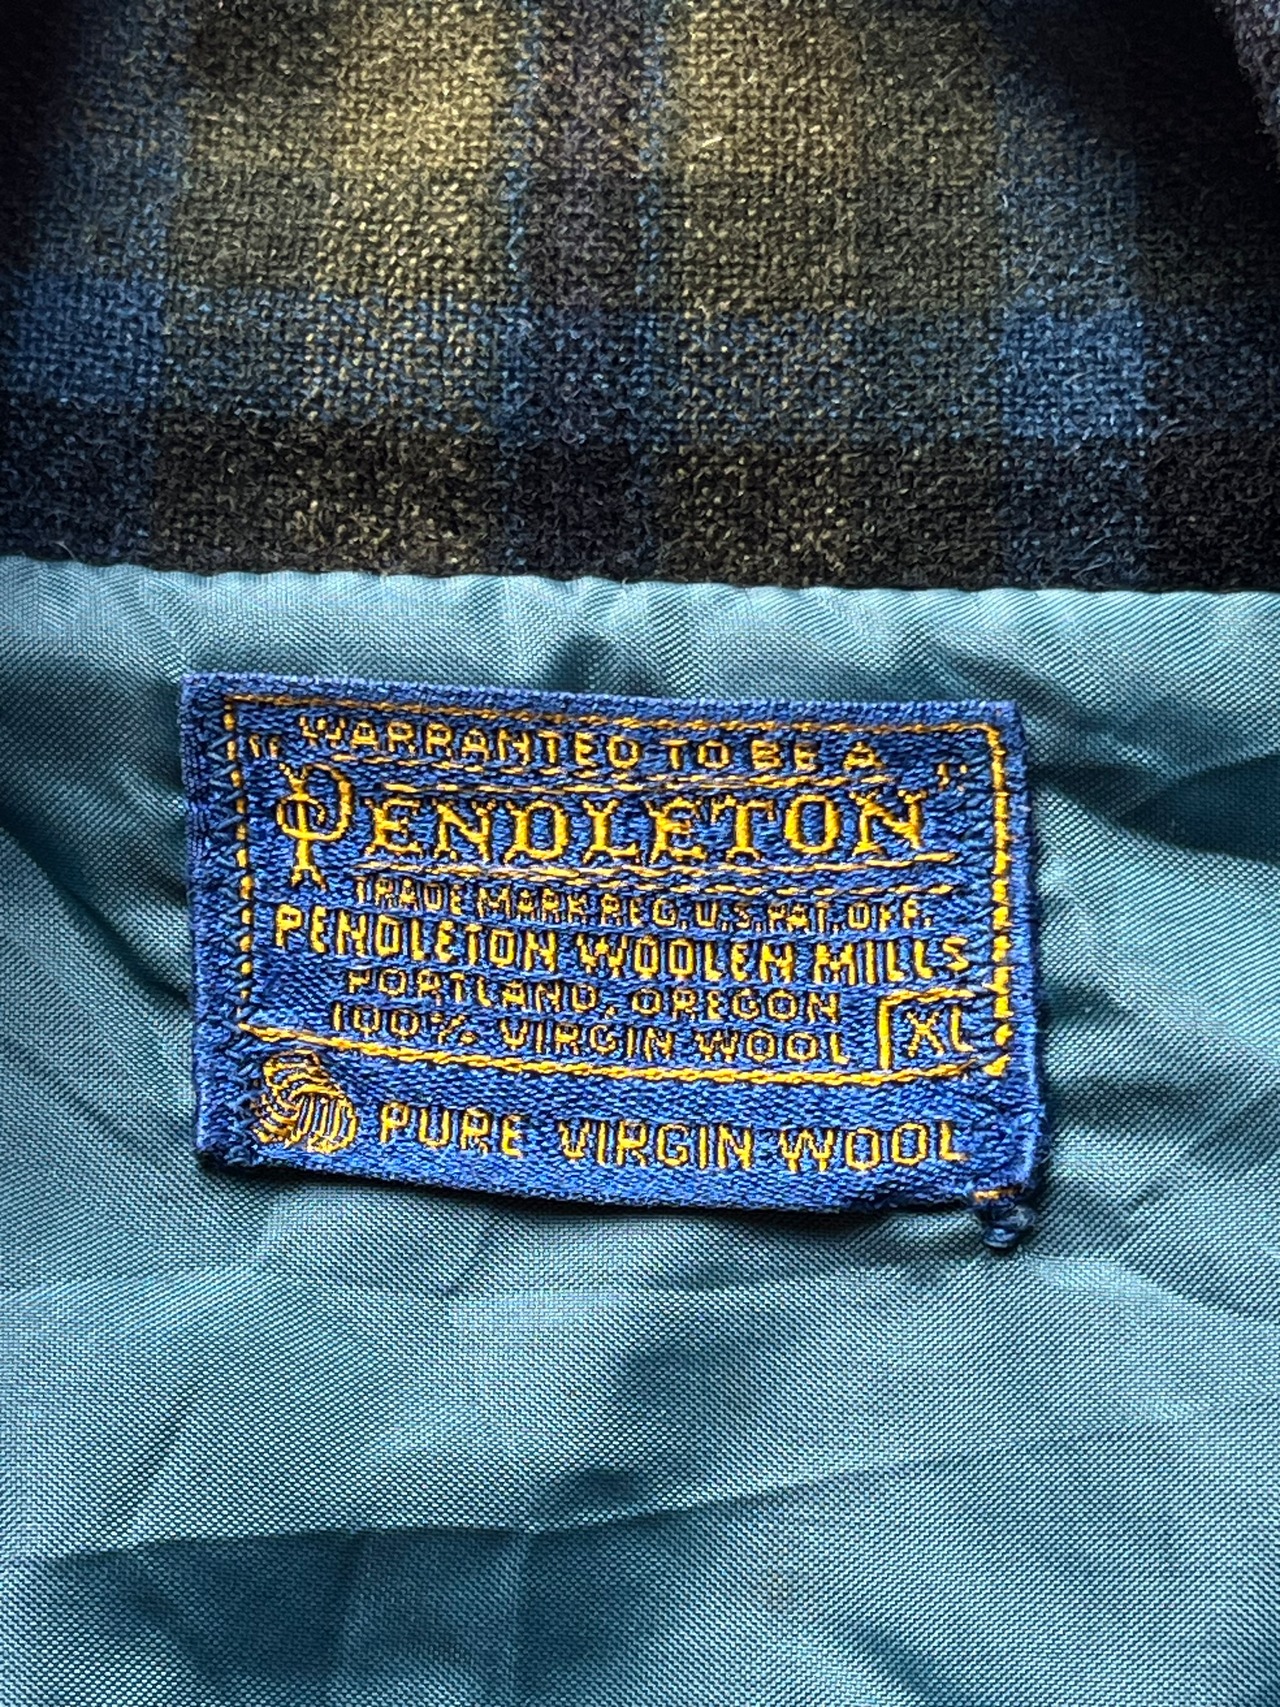 "WARRANTED TO BE A
PENDLETON"
TRADE MARK REG. U.S. PAT. OFF.
PENDLETON WOOLEN MILLS
PORTLAND, OREGON
100% VIRGIN WOOL XL
PURE VIRGIN WOOL